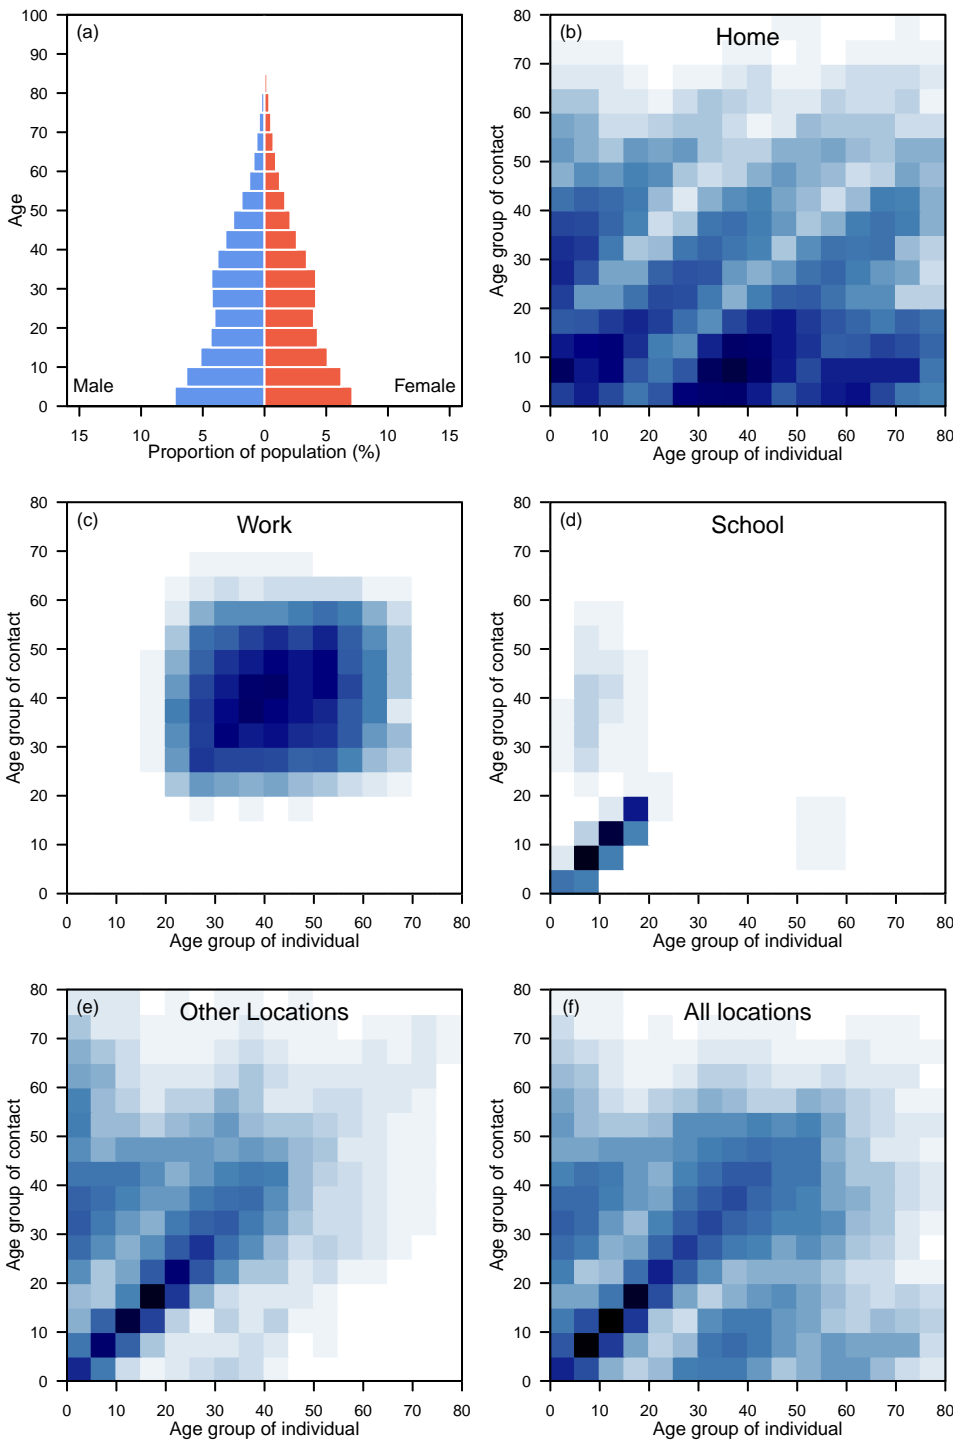 (a)
100
90
80
70
60
50
40
30
20
10
0
Age
Male
Female
15 10 5 0 5 10 15
Proportion of population (%)
(b)
Home
80
70
60
50
40
30
20
10
0
Age group of contact
0 10 20 30 40 50 60 70 80
Age group of individual
(c)
Work
80
70
60
50
40
30
20
10
0
Age group of contact
0 10 20 30 40 50 60 70 80
Age group of individual
(d)
School
80
70
60
50
40
30
20
10
0
Age group of contact
0 10 20 30 40 50 60 70 80
Age group of individual
(e)
Other Locations
80
70
60
50
40
30
20
10
0
Age group of contact
0 10 20 30 40 50 60 70 80
Age group of individual
(f)
All locations
80
70
60
50
40
30
20
10
0
Age group of contact
0 10 20 30 40 50 60 70 80
Age group of individual